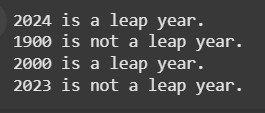 2024 is a leap year.
1900 is not a leap year.
2000 is a leap year.
2023 is not a leap year.